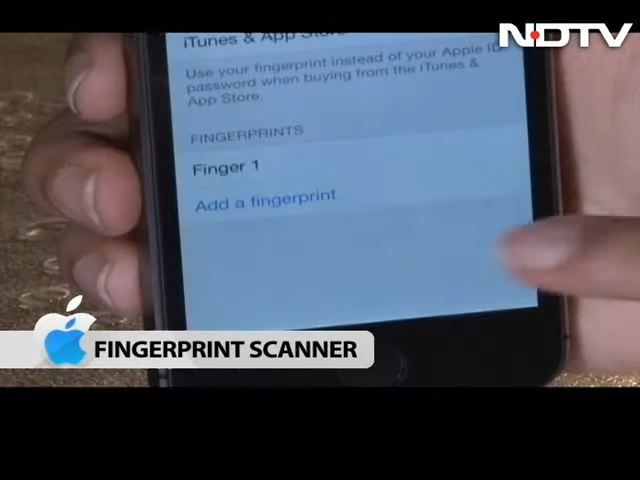 NDTV
iTunes & App Store
Use your fingerprint instead of your Apple ID
password when buying from the iTunes &
App Store.
FINGERPRINTS
Finger 1
Add a fingerprint
FINGERPRINT SCANNER